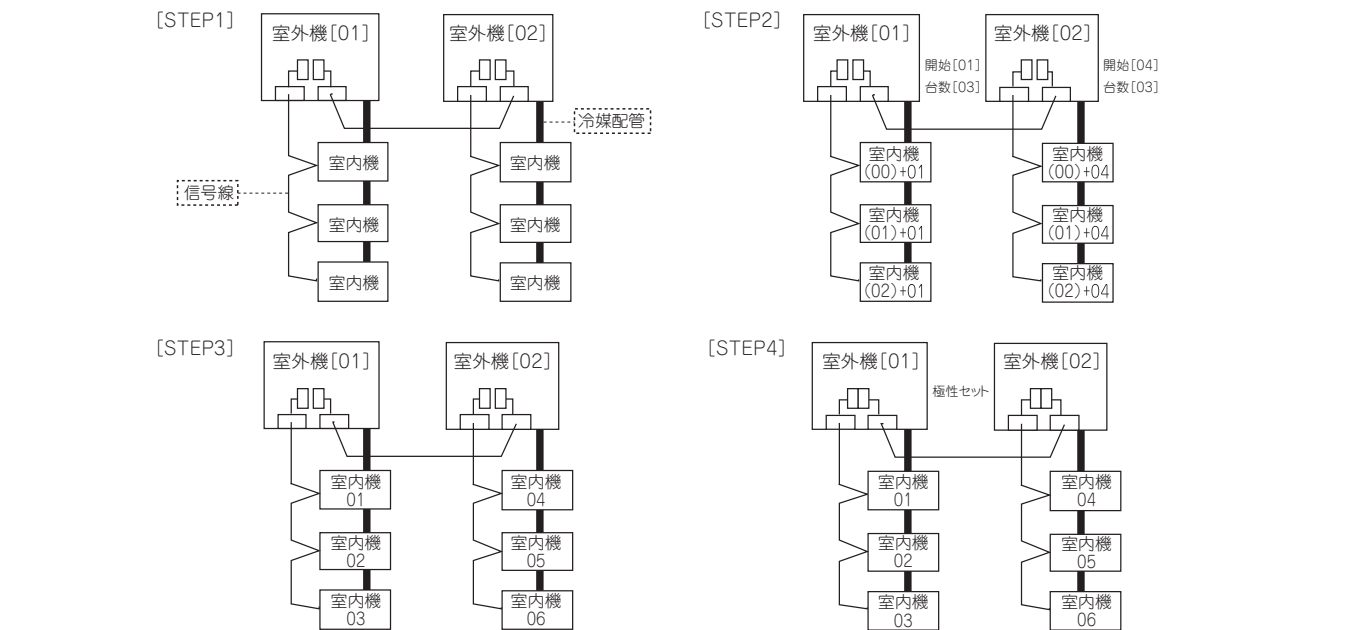 [STEP1]
室外機[01]
室外機[02]
冷媒配管
信号線
室内機
室内機
室内機
室内機
室内機
室内機
[STEP2]
室外機[01]
開始[01]
台数[03]
室外機[02]
開始[04]
台数[03]
室内機
(00)+01
室内機
(01)+01
室内機
(02)+01
室内機
(00)+04
室内機
(01)+04
室内機
(02)+04
[STEP3]
室外機[01]
室外機[02]
室内機
01
室内機
02
室内機
03
室内機
04
室内機
05
室内機
06
[STEP4]
室外機[01]
極性セット
室外機[02]
室内機
01
室内機
02
室内機
03
室内機
04
室内機
05
室内機
06